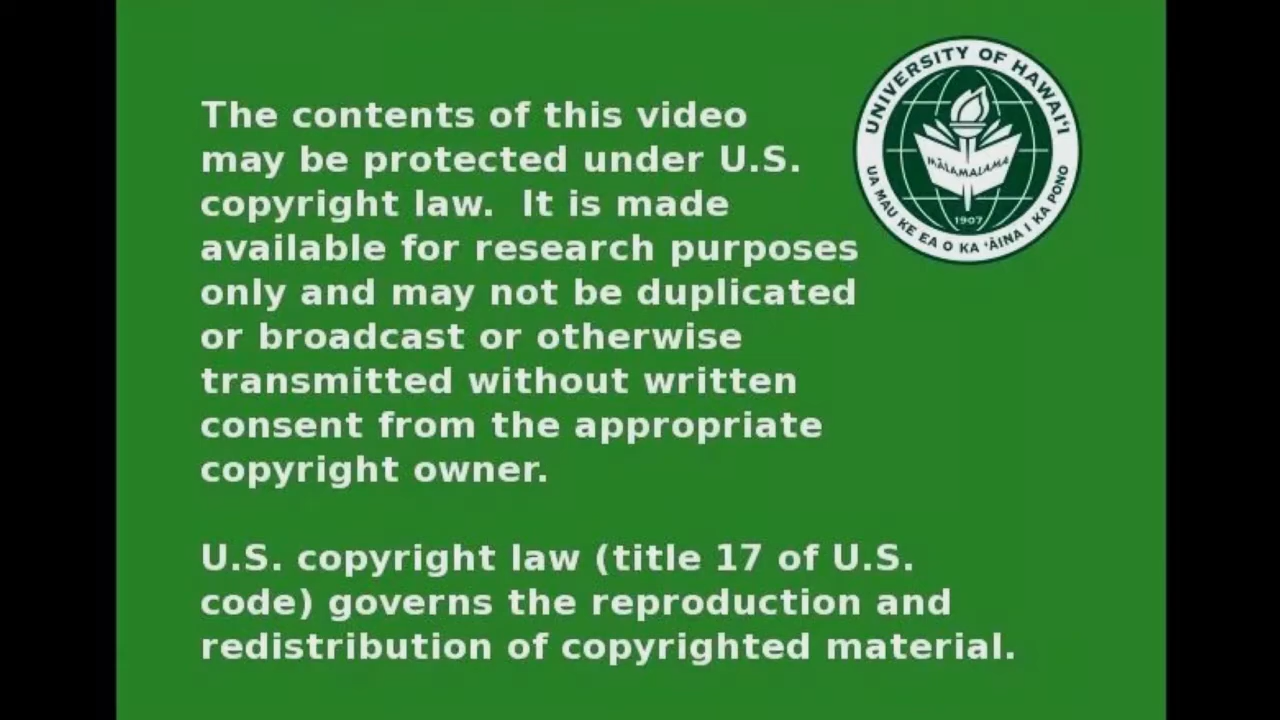 The contents of this video
may be protected under U.S.
copyright law.  It is made
available for research purposes
only and may not be duplicated
or broadcast or otherwise
transmitted without written
consent from the appropriate
copyright owner.
U.S. copyright law (title 17 of U.S.
code) governs the reproduction and
redistribution of copyrighted material.
UNIVERSITY OF HAWAIʻI
MĀLAMALAMA
1907
UA MAU KE EA O KA ʻĀINA I KA PONO